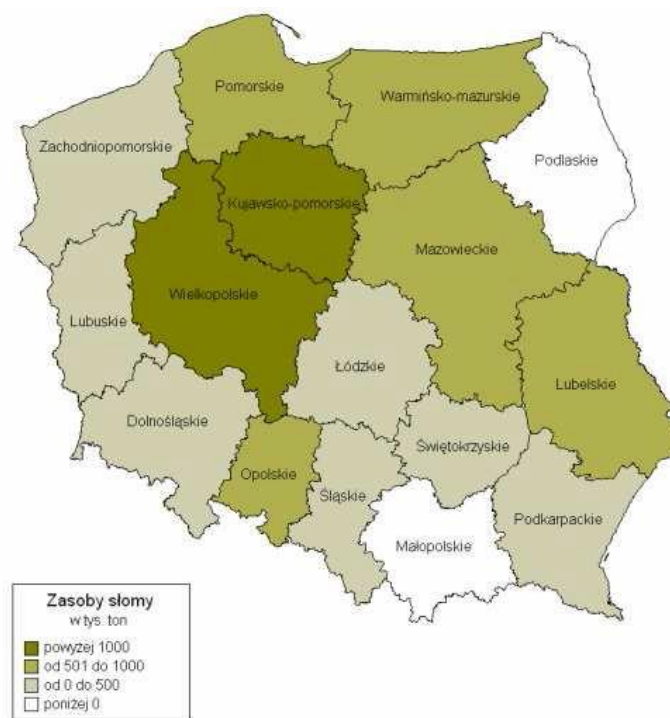 Pomorskie
Warmińsko-mazurskie
Zachodniopomorskie
Podlaskie
Kujawsko-pomorskie
Mazowieckie
Wielkopolskie
Lubuskie
Łódzkie
Lubelskie
Dolnośląskie
Świętokrzyskie
Opolskie
Śląskie
Podkarpackie
Małopolskie
Zasoby słomy
w tys. ton
powyżej 1000
od 501 do 1000
od 0 do 500
poniżej 0